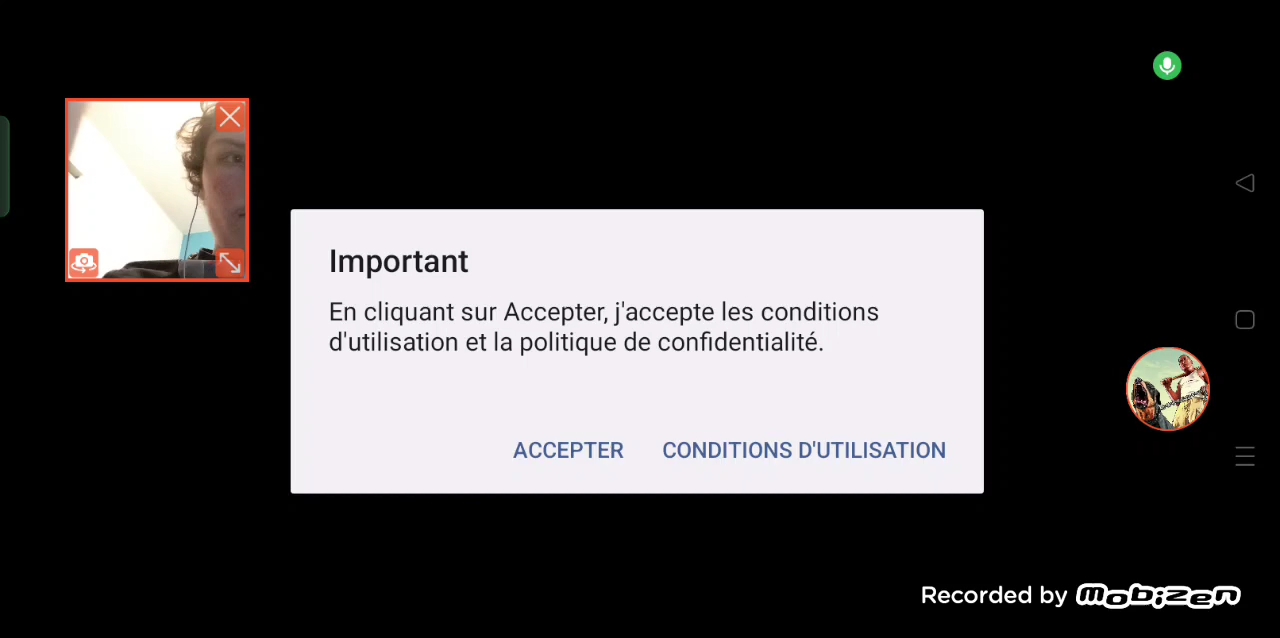 Important
En cliquant sur Accepter, j'accepte les conditions
d'utilisation et la politique de confidentialité.
ACCEPTER CONDITIONS D'UTILISATION
Recorded by mobizen